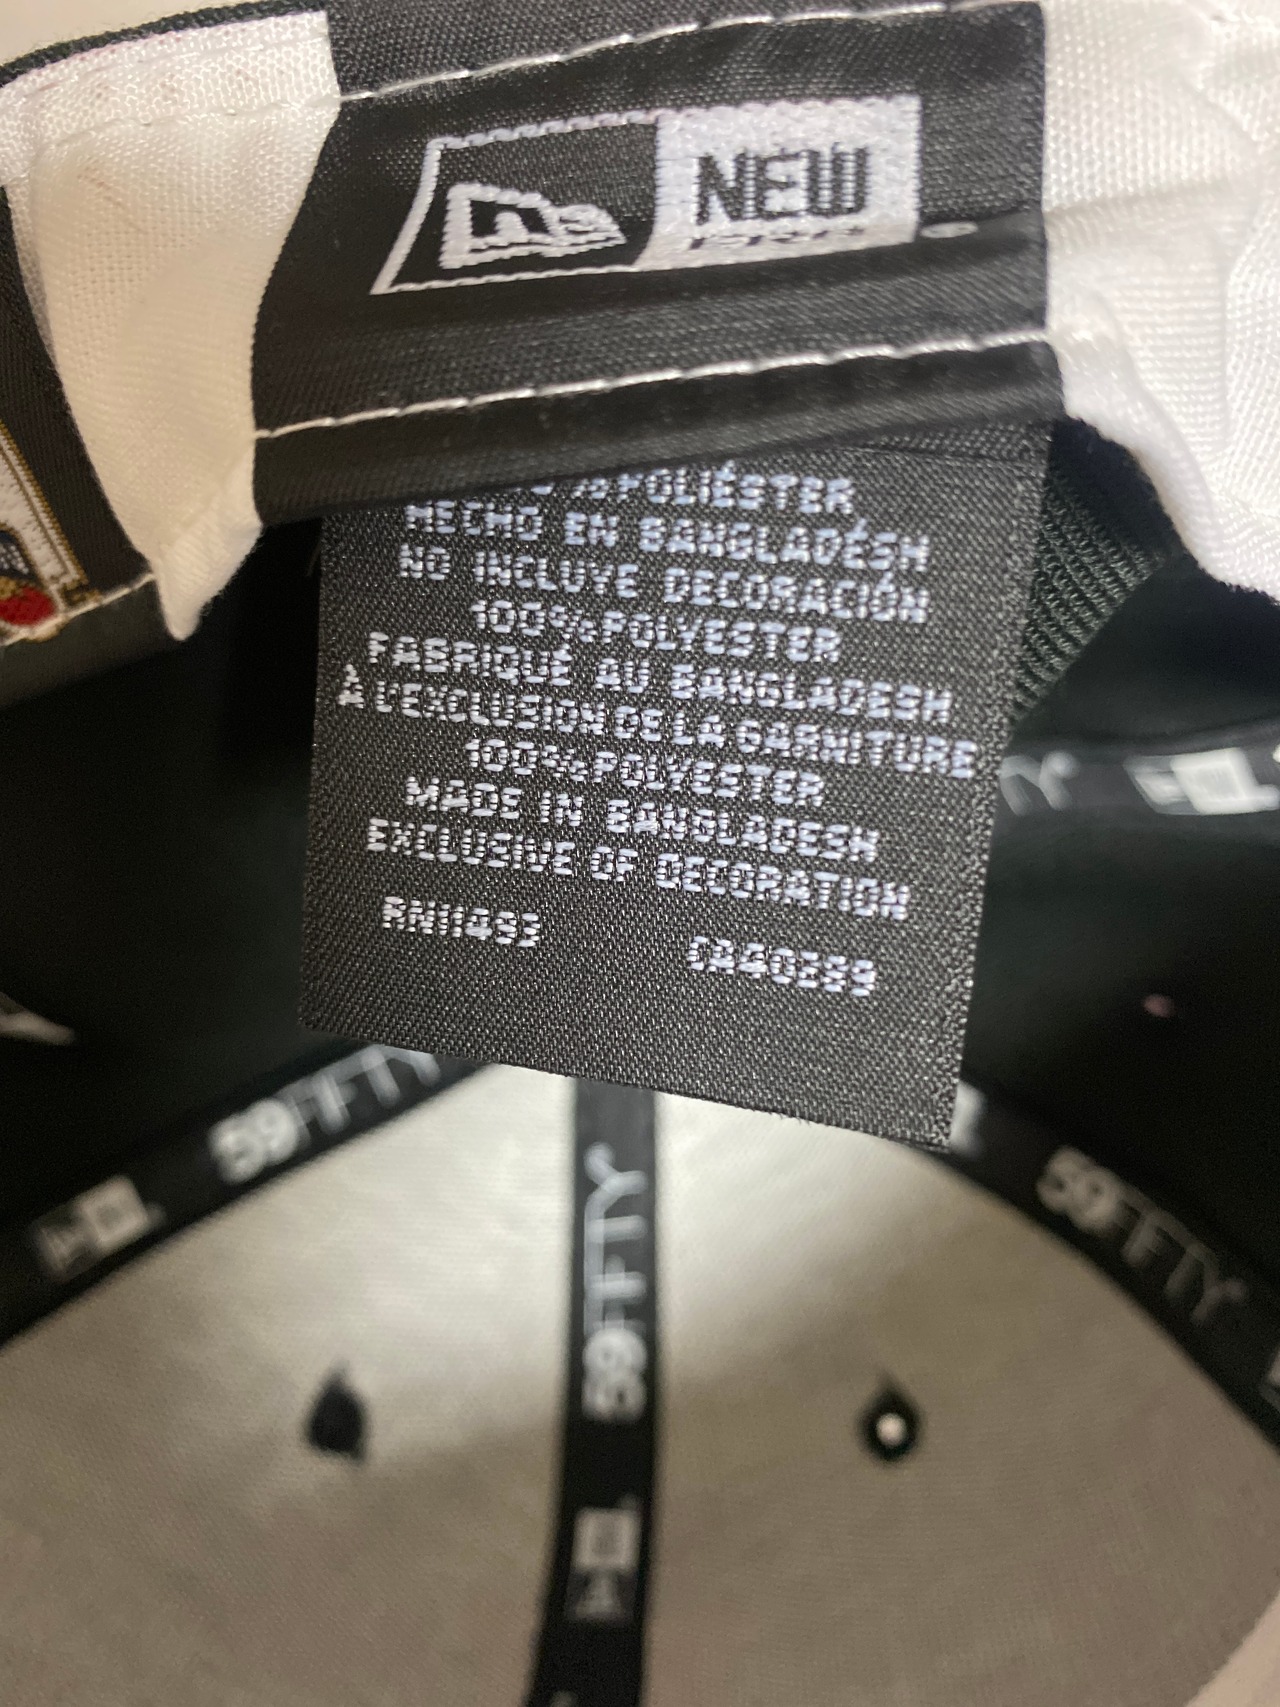 NEW
POLIÉSTER
HECHO EN BANGLADÉSH
NO INCLUYE DECORACIÓN
100% POLYESTER
FABRIQUÉ AU BANGLADESH
À L'EXCLUSION DE LA GARNITURE
100% POLYESTER
MADE IN BANGLADESH
EXCLUSIVE OF DECORATION
RN11493
59FIFTY
59FIFTY
59FIFTY